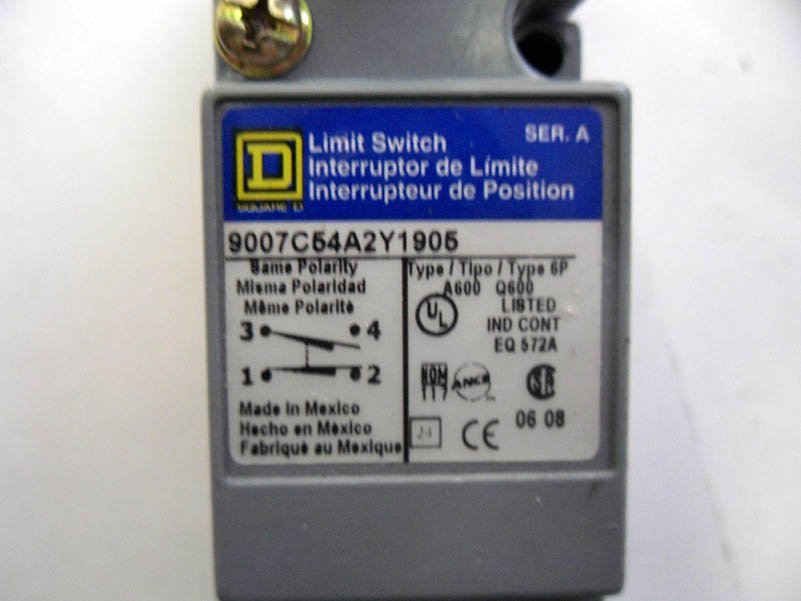 SER. A
Limit Switch
Interruptor de Límite
Interrupteur de Position
D
SQUARE D
9007C54A2Y1905
Same Polarity
Misma Polaridad
Même Polarité
3 4
1 2
Made in Mexico
Hecho en México
Fabriqué au Mexique
Type / Tipo / Type 6P
A600 Q600
UL
LISTED
IND CONT
EQ 572A
NOM
117
ANCE
SA
06 08
24
CE